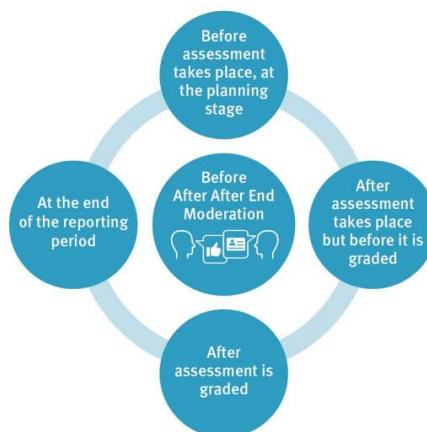 Before
assessment
takes place, at
the planning
stage
At the end
of the reporting
period
Before
After After End
Moderation
After
assessment
takes place
but before it is
graded
After
assessment is
graded